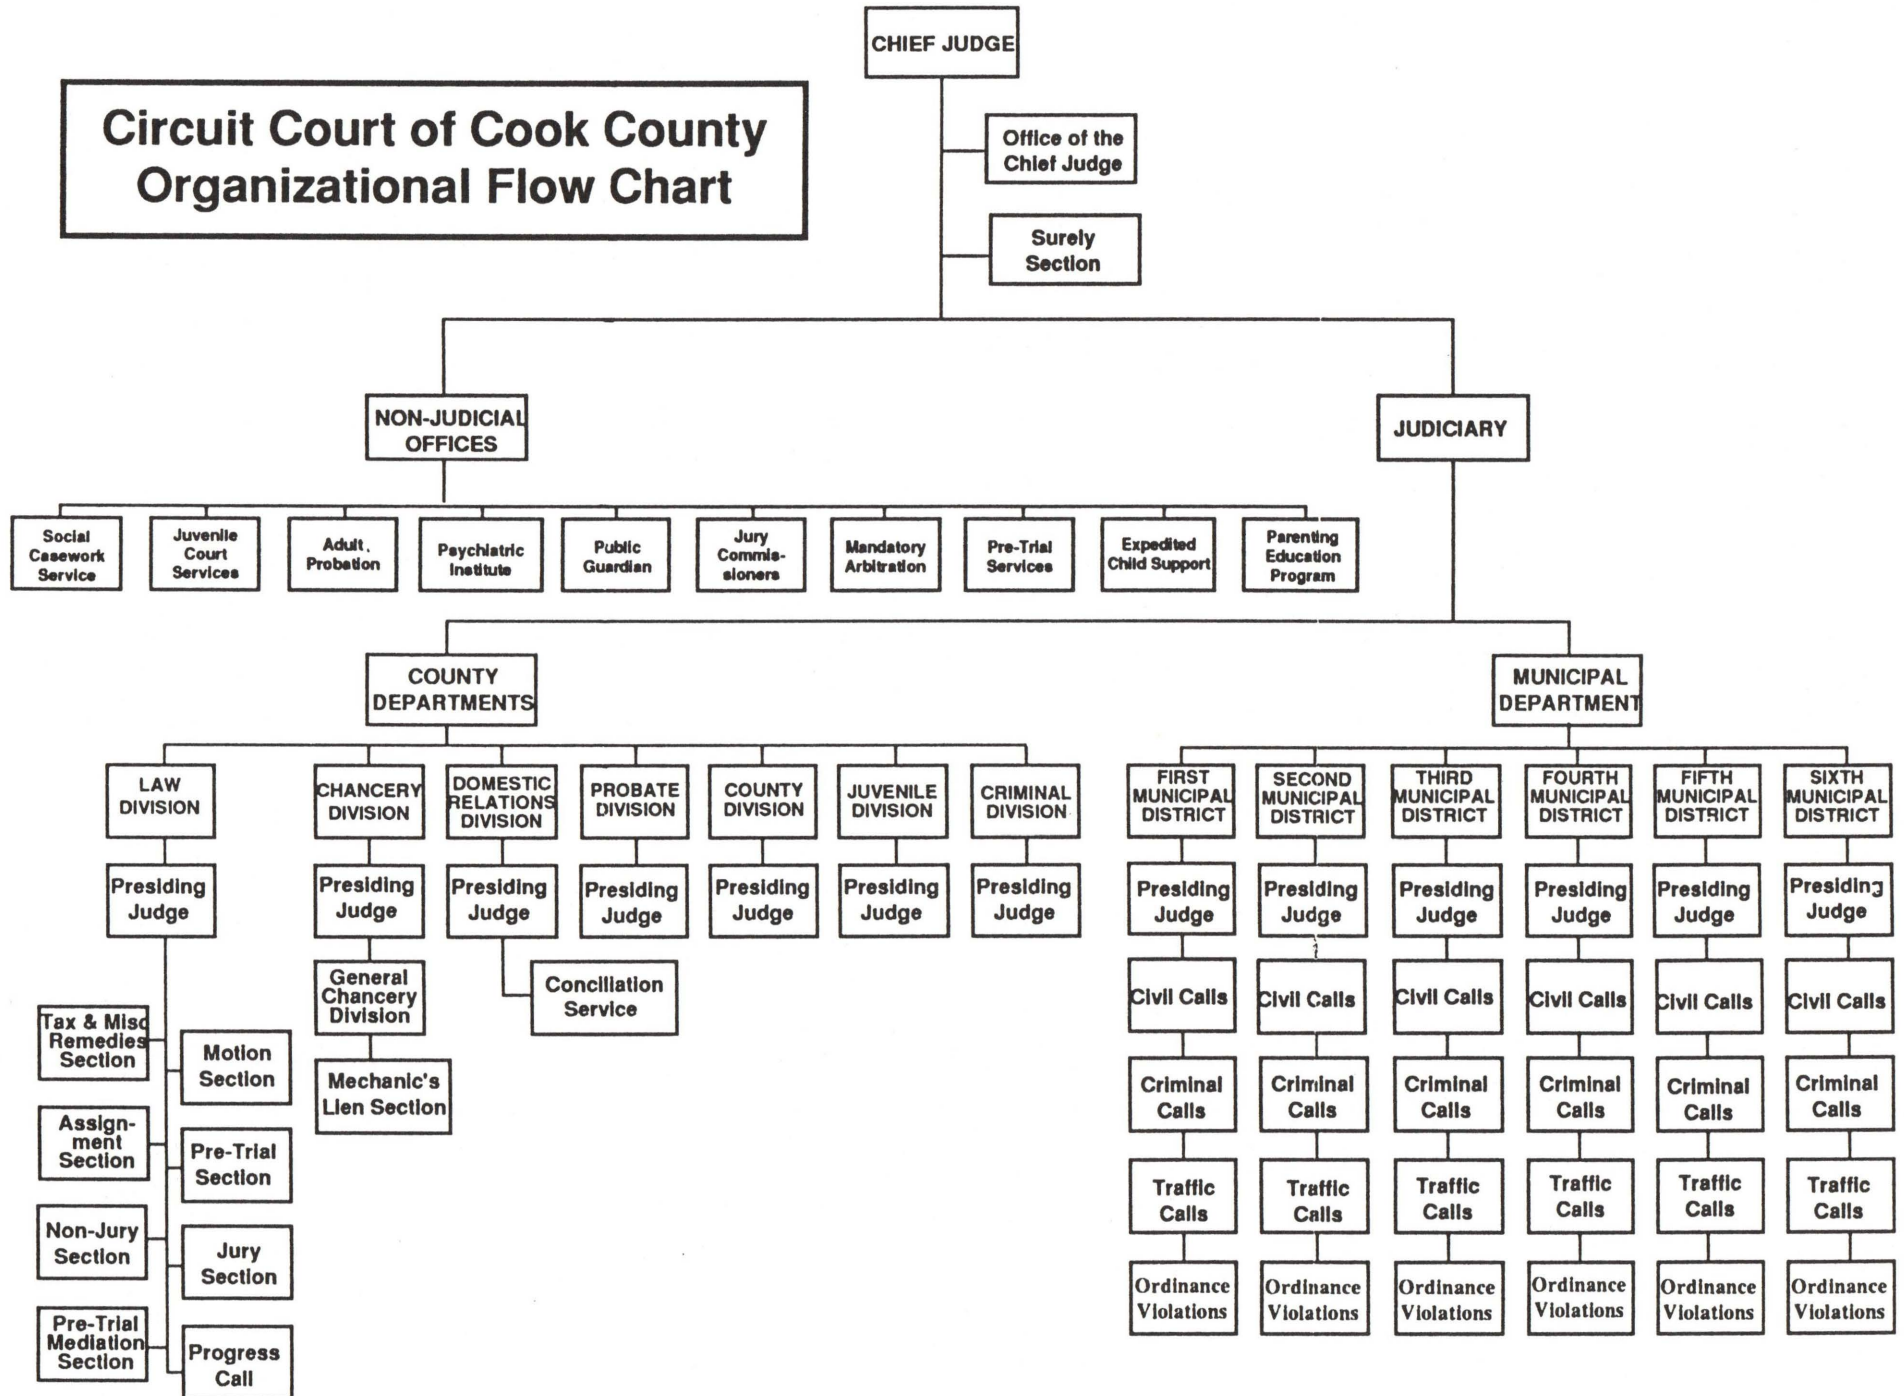 CHIEF JUDGE
Circuit Court of Cook County
Organizational Flow Chart
Office of the
Chief Judge
Surely
Section
NON-JUDICIAL
OFFICES
JUDICIARY
Social
Casework
Service
Juvenile
Court
Services
Adult
Probation
Psychiatric
Institute
Public
Guardian
Jury
Commis-
sioners
Mandatory
Arbitration
Pre-Trial
Services
Expedited
Child Support
Parenting
Education
Program
COUNTY
DEPARTMENTS
MUNICIPAL
DEPARTMENT
LAW
DIVISION
CHANCERY
DIVISION
DOMESTIC
RELATIONS
DIVISION
PROBATE
DIVISION
COUNTY
DIVISION
JUVENILE
DIVISION
CRIMINAL
DIVISION
FIRST
MUNICIPAL
DISTRICT
SECOND
MUNICIPAL
DISTRICT
THIRD
MUNICIPAL
DISTRICT
FOURTH
MUNICIPAL
DISTRICT
FIFTH
MUNICIPAL
DISTRICT
SIXTH
MUNICIPAL
DISTRICT
Presiding
Judge
Presiding
Judge
Presiding
Judge
Presiding
Judge
Presiding
Judge
Presiding
Judge
Presiding
Judge
Presiding
Judge
Presiding
Judge
Presiding
Judge
Presiding
Judge
Presiding
Judge
Presiding
Judge
General
Chancery
Division
Conciliation
Service
Civil Calls
Civil Calls
Civil Calls
Civil Calls
Civil Calls
Civil Calls
Tax & Misc
Remedies
Section
Motion
Section
Mechanic's
Lien Section
Criminal
Calls
Criminal
Calls
Criminal
Calls
Criminal
Calls
Criminal
Calls
Criminal
Calls
Assign-
ment
Section
Pre-Trial
Section
Traffic
Calls
Traffic
Calls
Traffic
Calls
Traffic
Calls
Traffic
Calls
Traffic
Calls
Non-Jury
Section
Jury
Section
Ordinance
Violations
Ordinance
Violations
Ordinance
Violations
Ordinance
Violations
Ordinance
Violations
Ordinance
Violations
Pre-Trial
Mediation
Section
Progress
Call